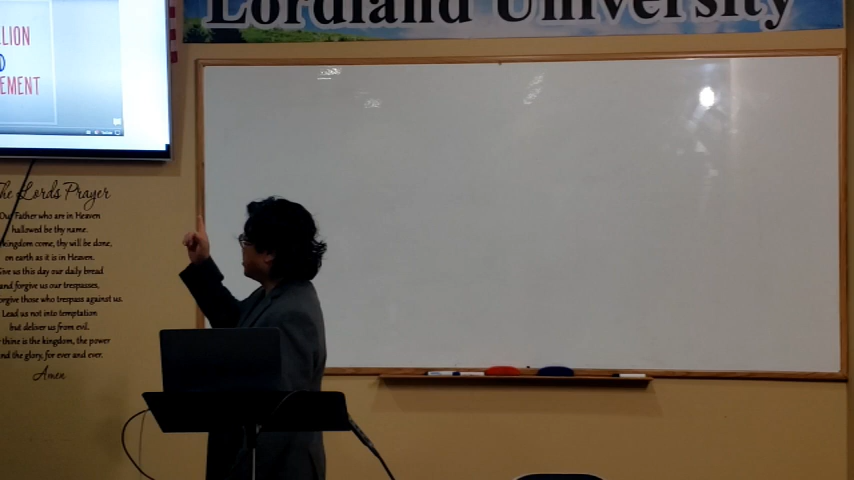 Lordland University
LION
D
EMENT
The Lords Prayer
Our Father who are in Heaven
hallowed be thy name.
kingdom come, thy will be done,
on earth as it is in Heaven.
Give us this day our daily bread
and forgive us our trespasses,
forgive those who trespass against us.
Lead us not into temptation
but deliver us from evil.
thine is the kingdom, the power
and the glory, for ever and ever.
Amen